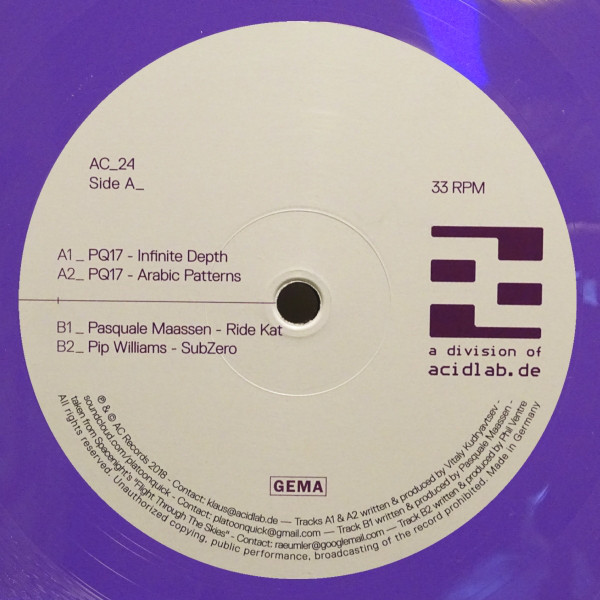 AC_24
Side A_
33 RPM
A1_ PQ17 - Infinite Depth
A2_ PQ17 - Arabic Patterns
B1_ Pasquale Maassen - Ride Kat
B2_ Pip Williams - SubZero
a division of
acidlab.de
GEMA
℗ & © AC Records 2018 - Contact: klaus@acidlab.de — Tracks A1 & A2 written & produced by Vitaly Kudryavtsev -
soundcloud.com/platoonquick - Contact: platoonquick@gmail.com — Track B1 written & produced by Pasquale Maassen -
taken from Spacenight's "Flight Through The Skies" - Contact: raeumler@googlemail.com — Track B2 written & produced by Phil Ventre
All rights reserved. Unauthorized copying, public performance, broadcasting of the record prohibited. Made in Germany